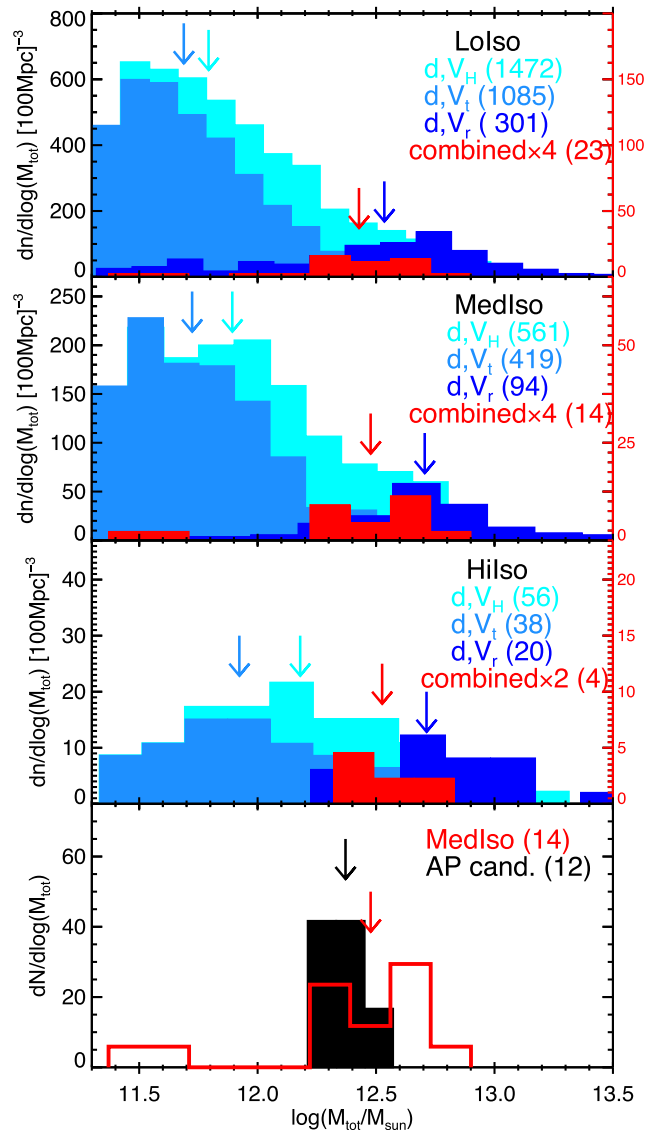 800
600
400
200
0
dn/dlog(M_tot) [100Mpc]^−3
LoIso
d,V_H (1472)
d,V_t (1085)
d,V_r ( 301)
combined×4 (23)
150
100
50
0
250
200
150
100
50
0
dn/dlog(M_tot) [100Mpc]^−3
MedIso
d,V_H (561)
d,V_t (419)
d,V_r (94)
combined×4 (14)
50
25
0
40
30
20
10
0
dn/dlog(M_tot) [100Mpc]^−3
HiIso
d,V_H (56)
d,V_t (38)
d,V_r (20)
combined×2 (4)
20
15
10
5
0
60
40
20
0
dN/dlog(M_tot)
MedIso (14)
AP cand. (12)
11.5 12.0 12.5 13.0 13.5
log(M_tot/M_sun)